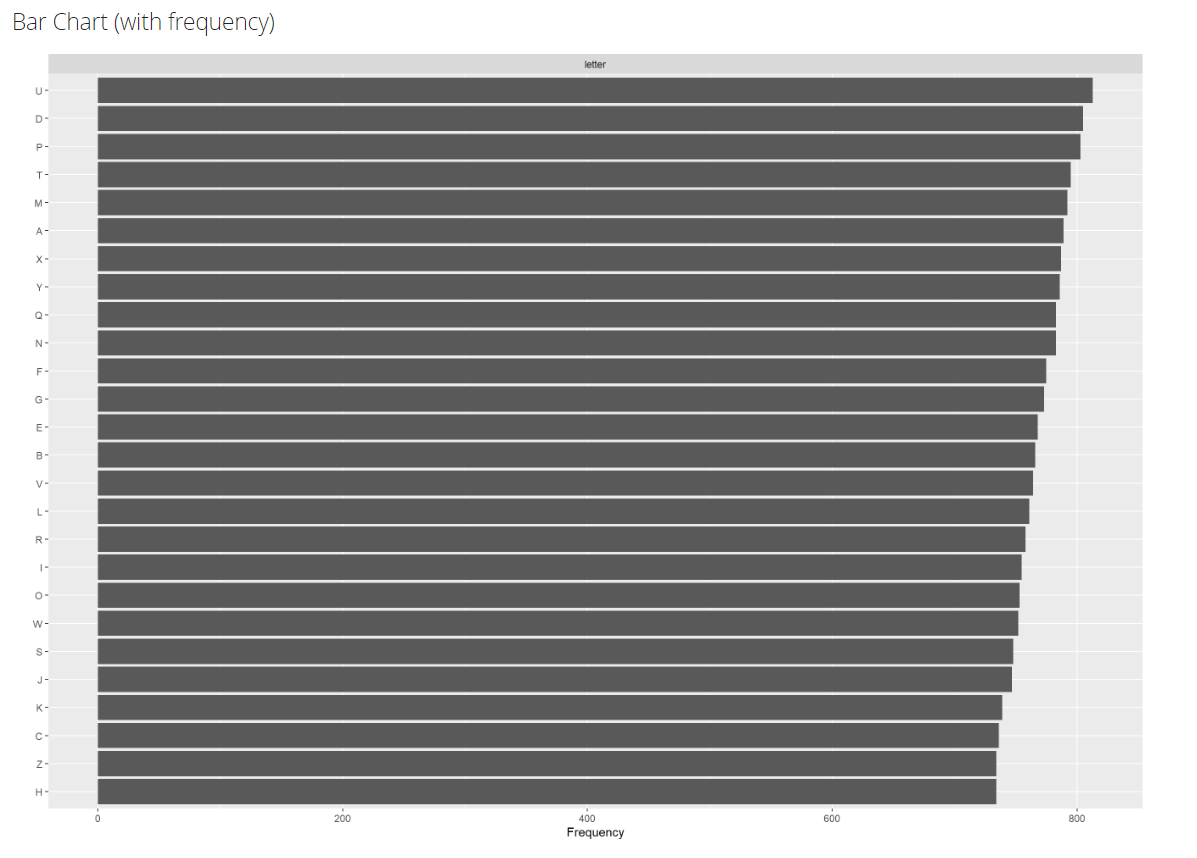 Bar Chart (with frequency)
letter
U
D
P
T
M
A
X
Y
Q
N
F
G
E
B
V
L
R
I
O
W
S
J
K
C
Z
H
0 200 400 600 800
Frequency